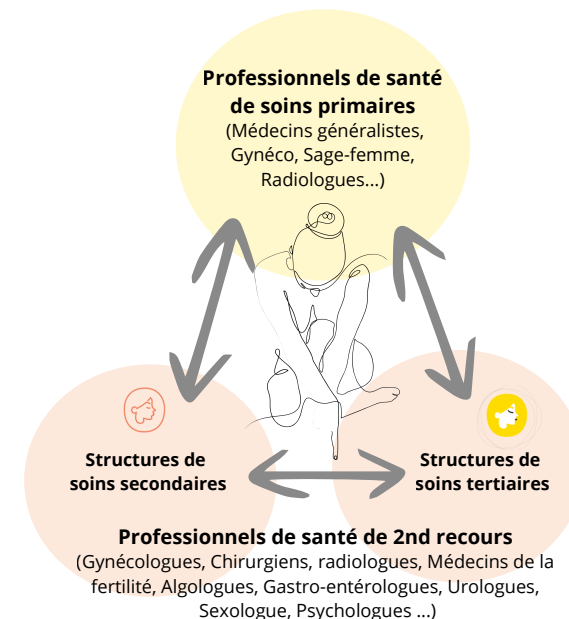 Professionnels de santé
de soins primaires
(Médecins généralistes,
Gynéco, Sage-femme,
Radiologues...)
Structures de
soins secondaires
Structures de
soins tertiaires
Professionnels de santé de 2nd recours
(Gynécologues, Chirurgiens, radiologues, Médecins de la
fertilité, Algologues, Gastro-entérologues, Urologues,
Sexologue, Psychologues ...)